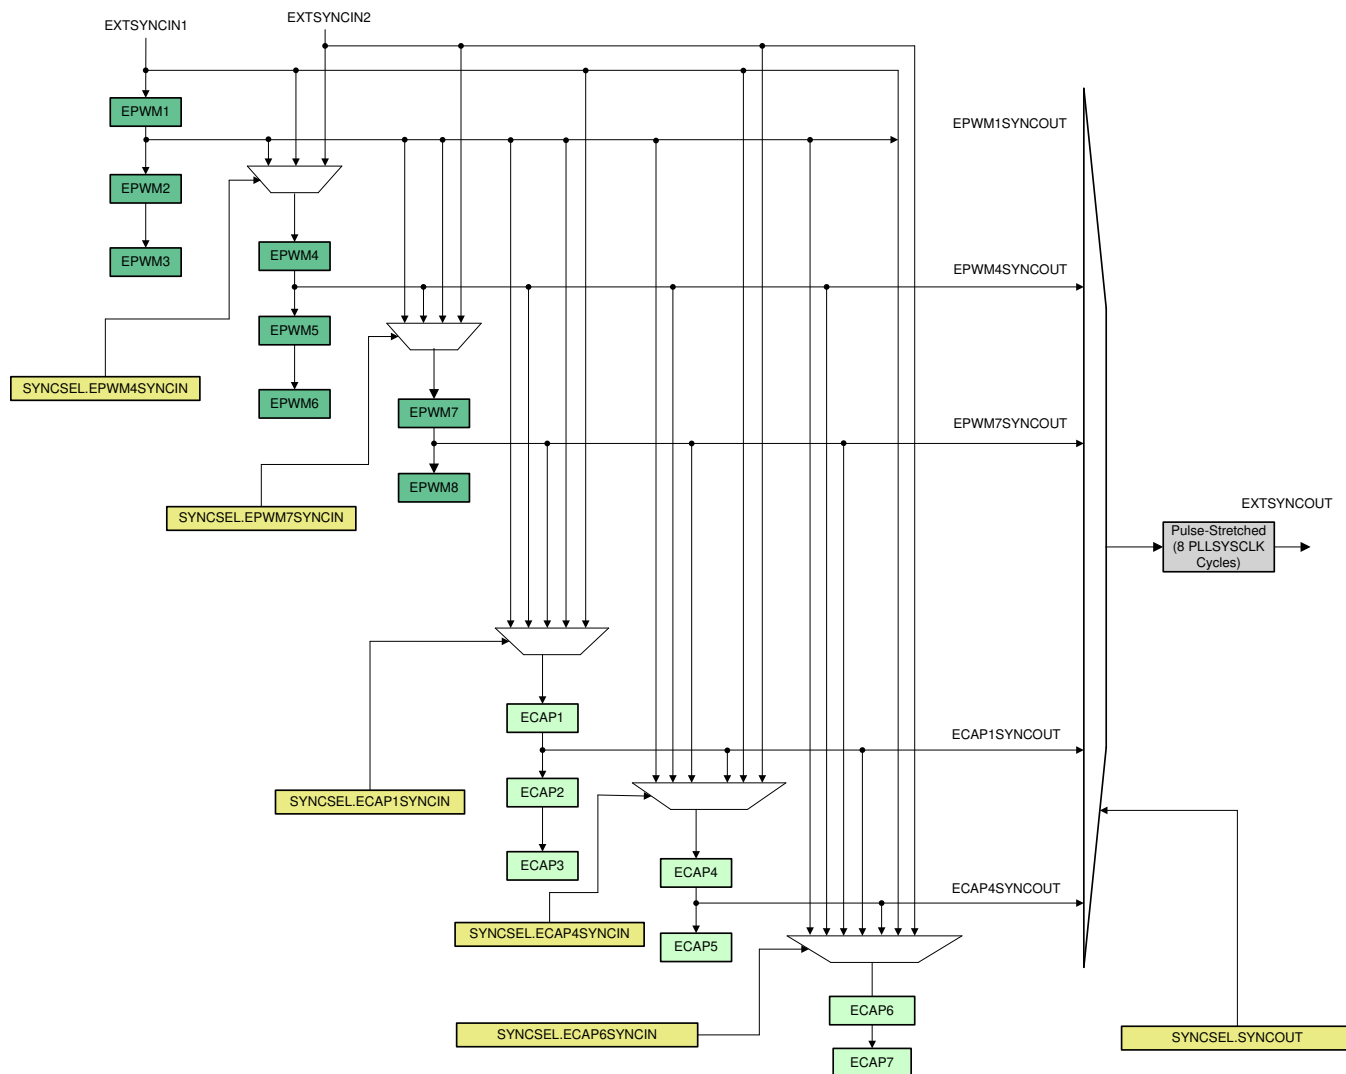 EXTSYNCIN1
EXTSYNCIN2
EPWM1
EPWM1SYNCOUT
EPWM2
EPWM3
EPWM4
EPWM4SYNCOUT
EPWM5
SYNCSEL.EPWM4SYNCIN
EPWM6
EPWM7
EPWM7SYNCOUT
EPWM8
SYNCSEL.EPWM7SYNCIN
EXTSYNCOUT
Pulse-Stretched
(8 PLLSYSCLK
Cycles)
ECAP1
ECAP1SYNCOUT
ECAP2
SYNCSEL.ECAP1SYNCIN
ECAP3
ECAP4
ECAP4SYNCOUT
SYNCSEL.ECAP4SYNCIN
ECAP5
ECAP6
SYNCSEL.ECAP6SYNCIN
SYNCSEL.SYNCOUT
ECAP7